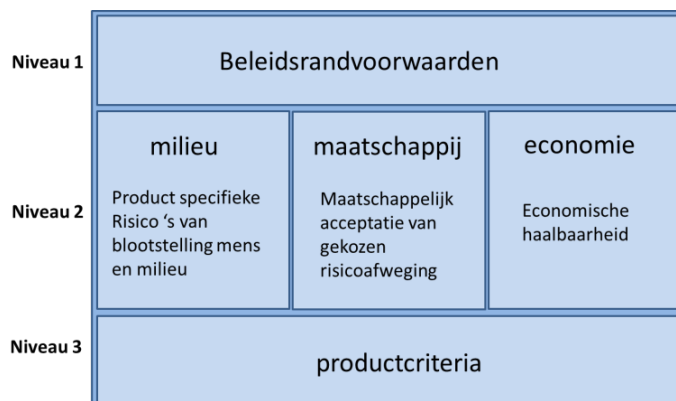 Niveau 1
Beleidsrandvoorwaarden
Niveau 2
milieu
Product specifieke
Risico ‘s van
blootstelling mens
en milieu
maatschappij
Maatschappelijk
acceptatie van
gekozen
risicoafweging
economie
Economische
haalbaarheid
Niveau 3
productcriteria